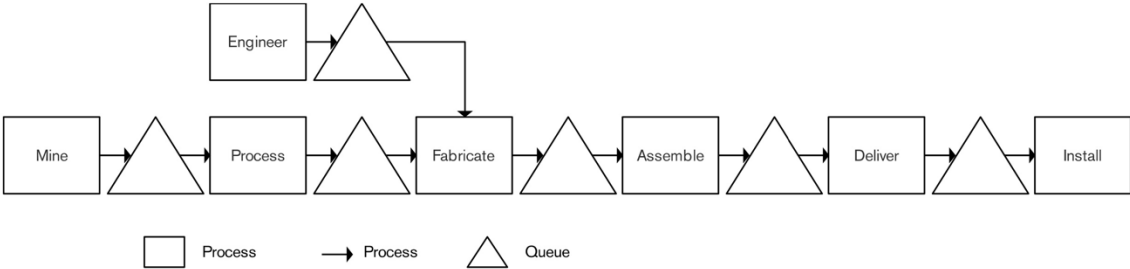 Engineer
Mine Process Fabricate Assemble Deliver Install
Process Process Queue